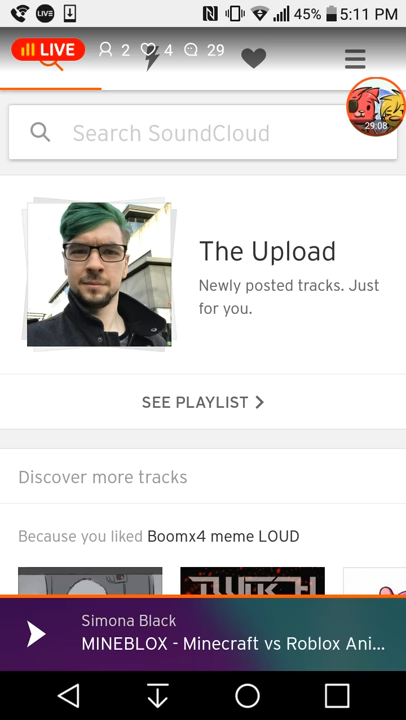 LIVE
45% 5:11 PM
LIVE 2 4 29
Search SoundCloud
29:08
The Upload
Newly posted tracks. Just
for you.
SEE PLAYLIST
Discover more tracks
Because you liked Boomx4 meme LOUD
TWITCH
Simona Black
MINEBLOX - Minecraft vs Roblox Ani...